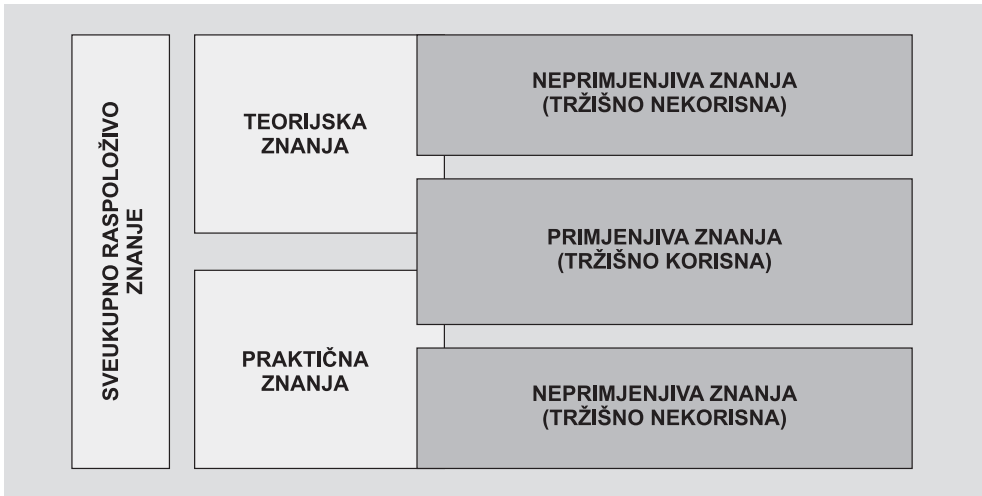 SVEUKUPNO RASPOLOŽIVO
ZNANJE
TEORIJSKA
ZNANJA
PRAKTIČNA
ZNANJA
NEPRIMJENJIVA ZNANJA
(TRŽIŠNO NEKORISNA)
PRIMJENJIVA ZNANJA
(TRŽIŠNO KORISNA)
NEPRIMJENJIVA ZNANJA
(TRŽIŠNO NEKORISNA)